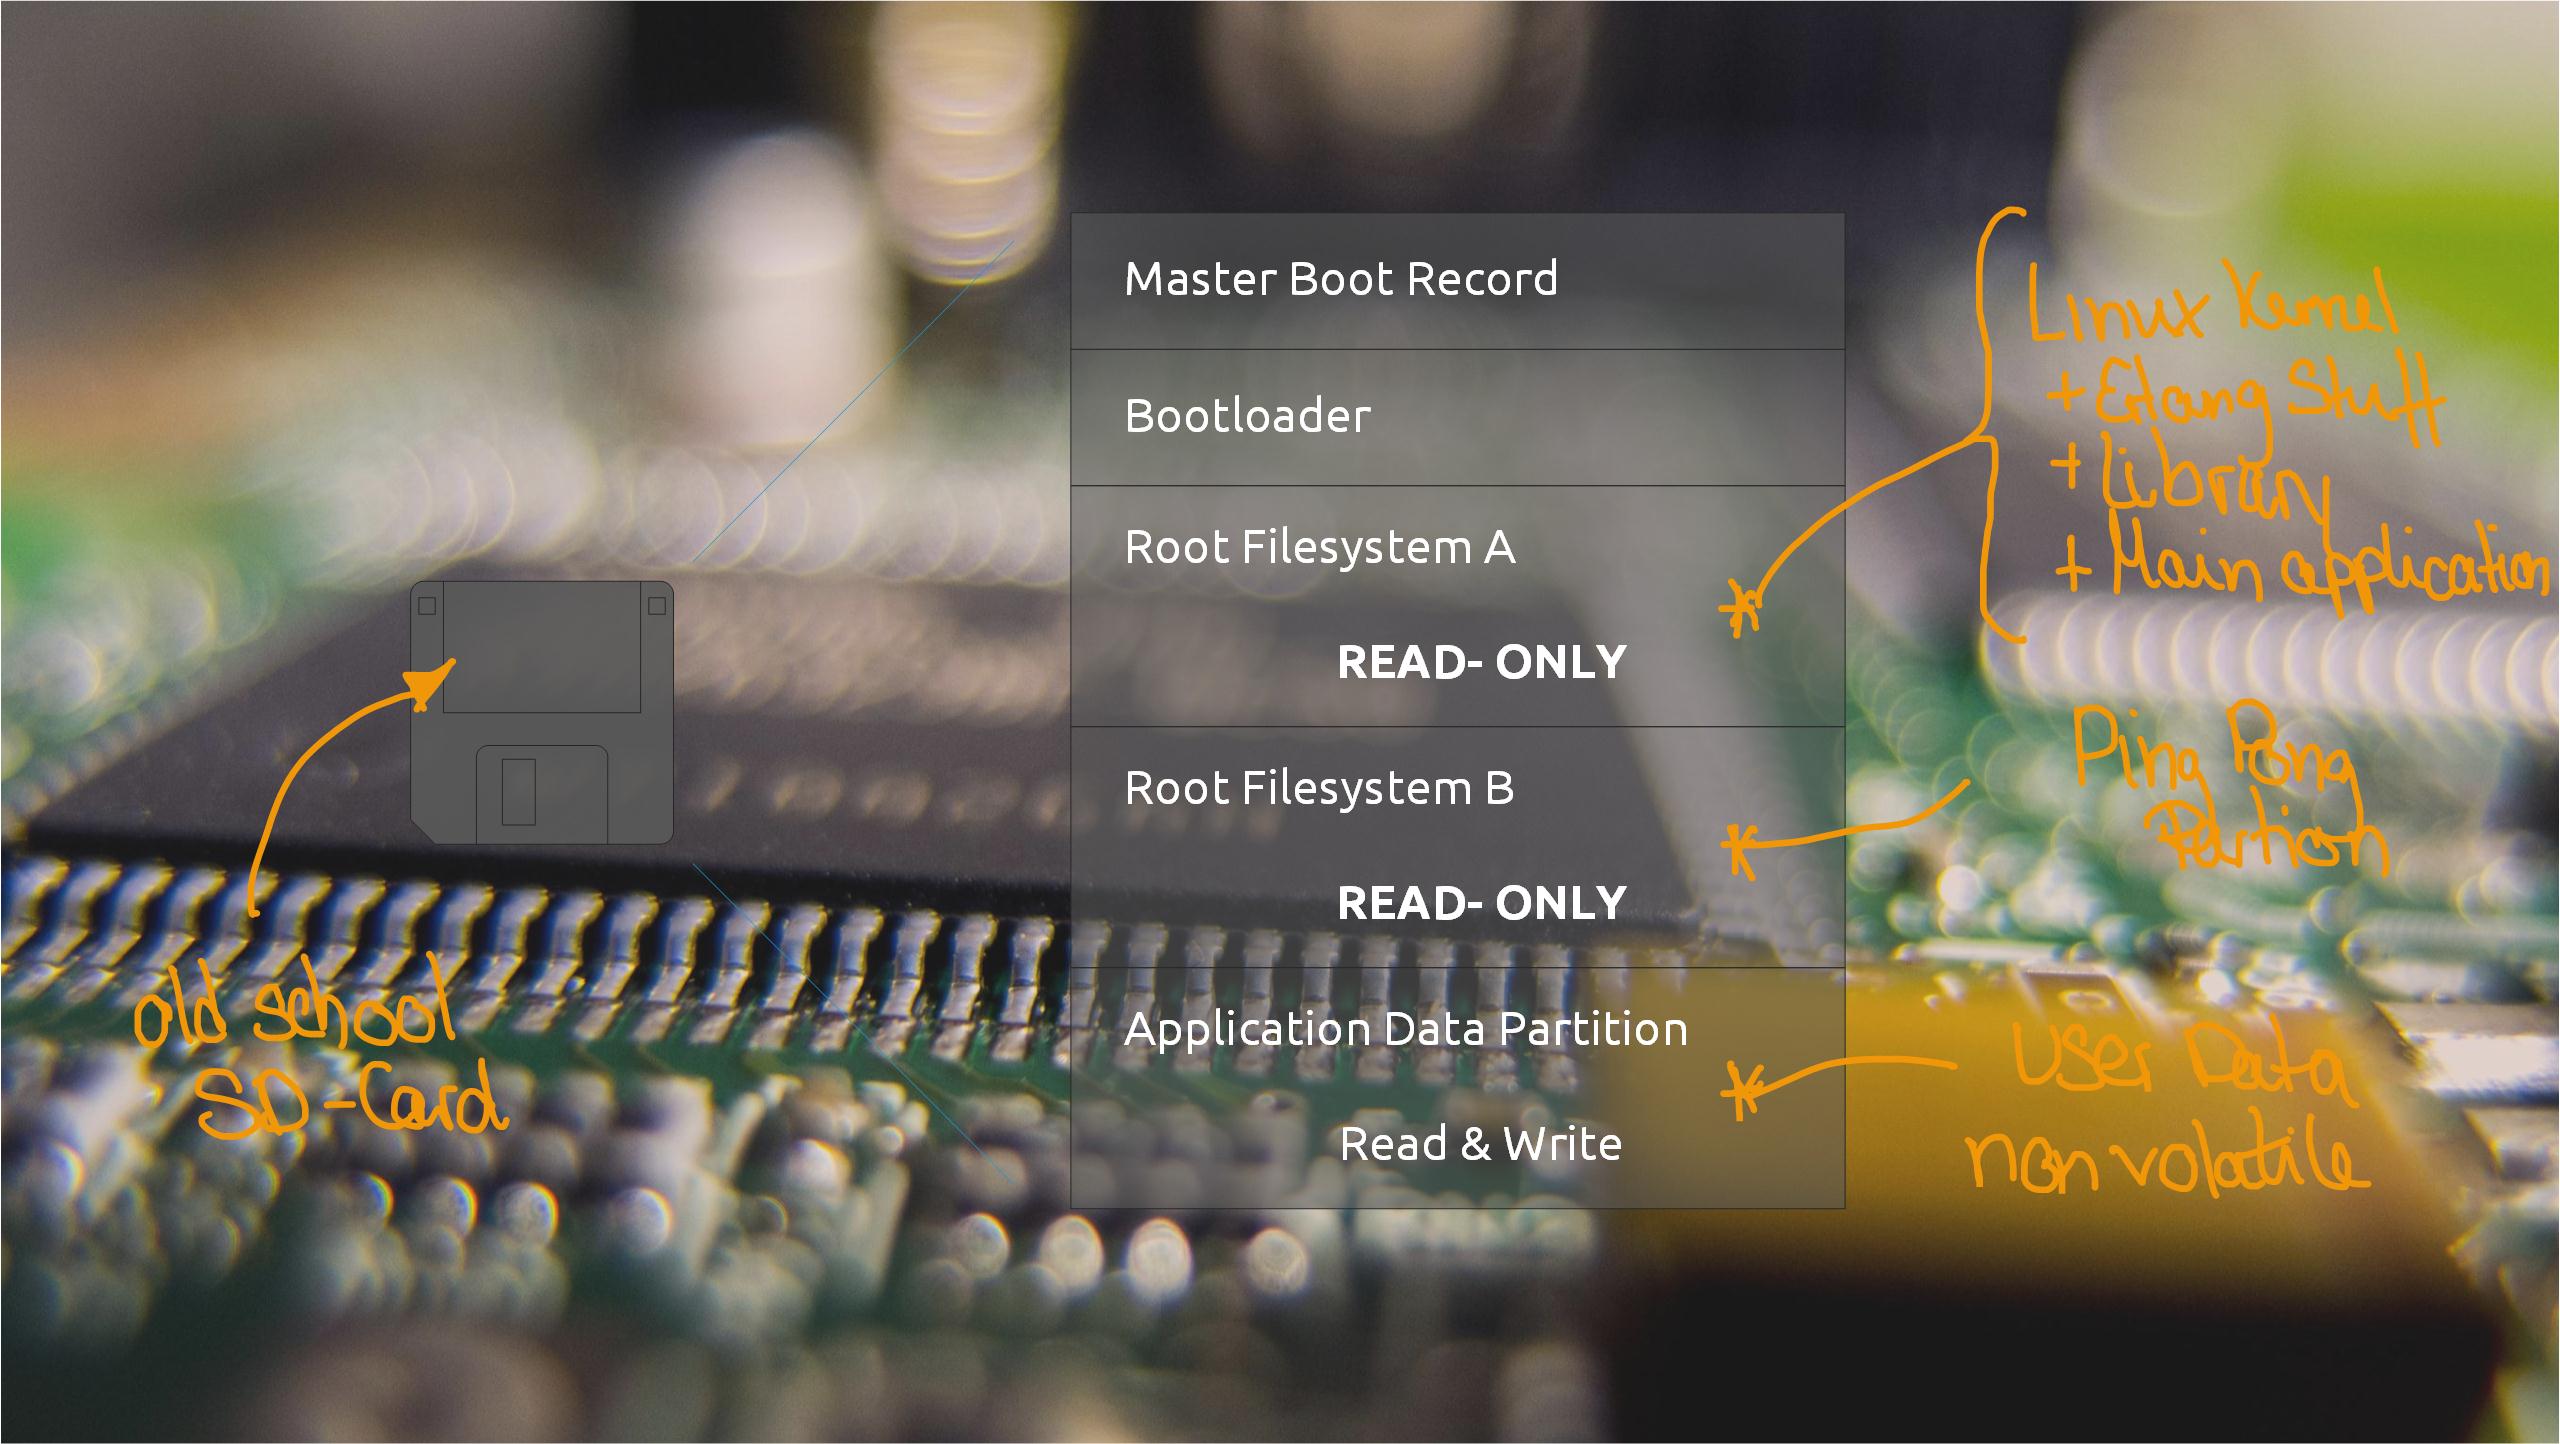 Master Boot Record
Bootloader
Root Filesystem A
READ- ONLY
Root Filesystem B
READ- ONLY
Application Data Partition
Read & Write
old school
SD-Card
Linux Kernel
+ Erlang Stuff
+ Library
+ Main application
Ping Pong
Partion
User Data
non volatile